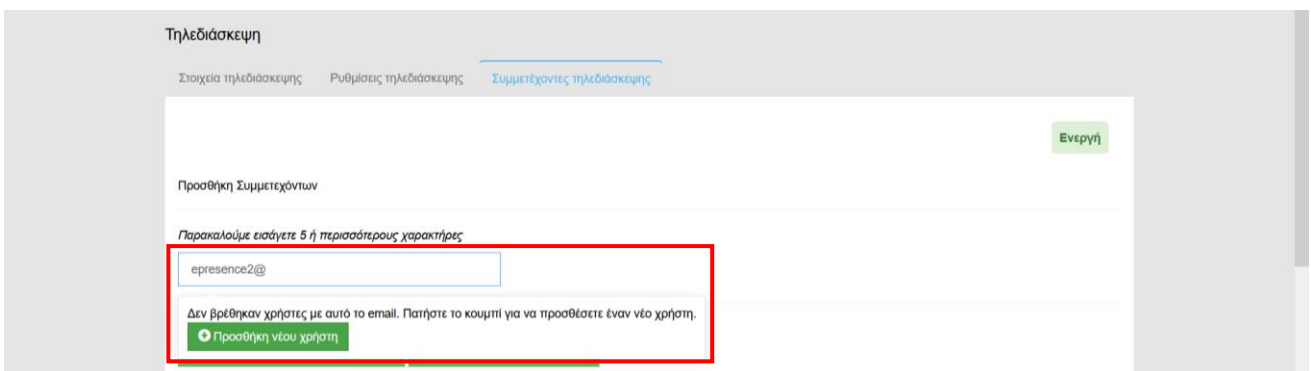 Τηλεδιάσκεψη
Στοιχεία τηλεδιάσκεψης Ρυθμίσεις τηλεδιάσκεψης Συμμετέχοντες τηλεδιάσκεψης
Ενεργή
Προσθήκη Συμμετεχόντων
Παρακαλούμε εισάγετε 5 ή περισσότερους χαρακτήρες
epresence2@
Δεν βρέθηκαν χρήστες με αυτό το email. Πατήστε το κουμπί για να προσθέσετε έναν νέο χρήστη.
Προσθήκη νέου χρήστη